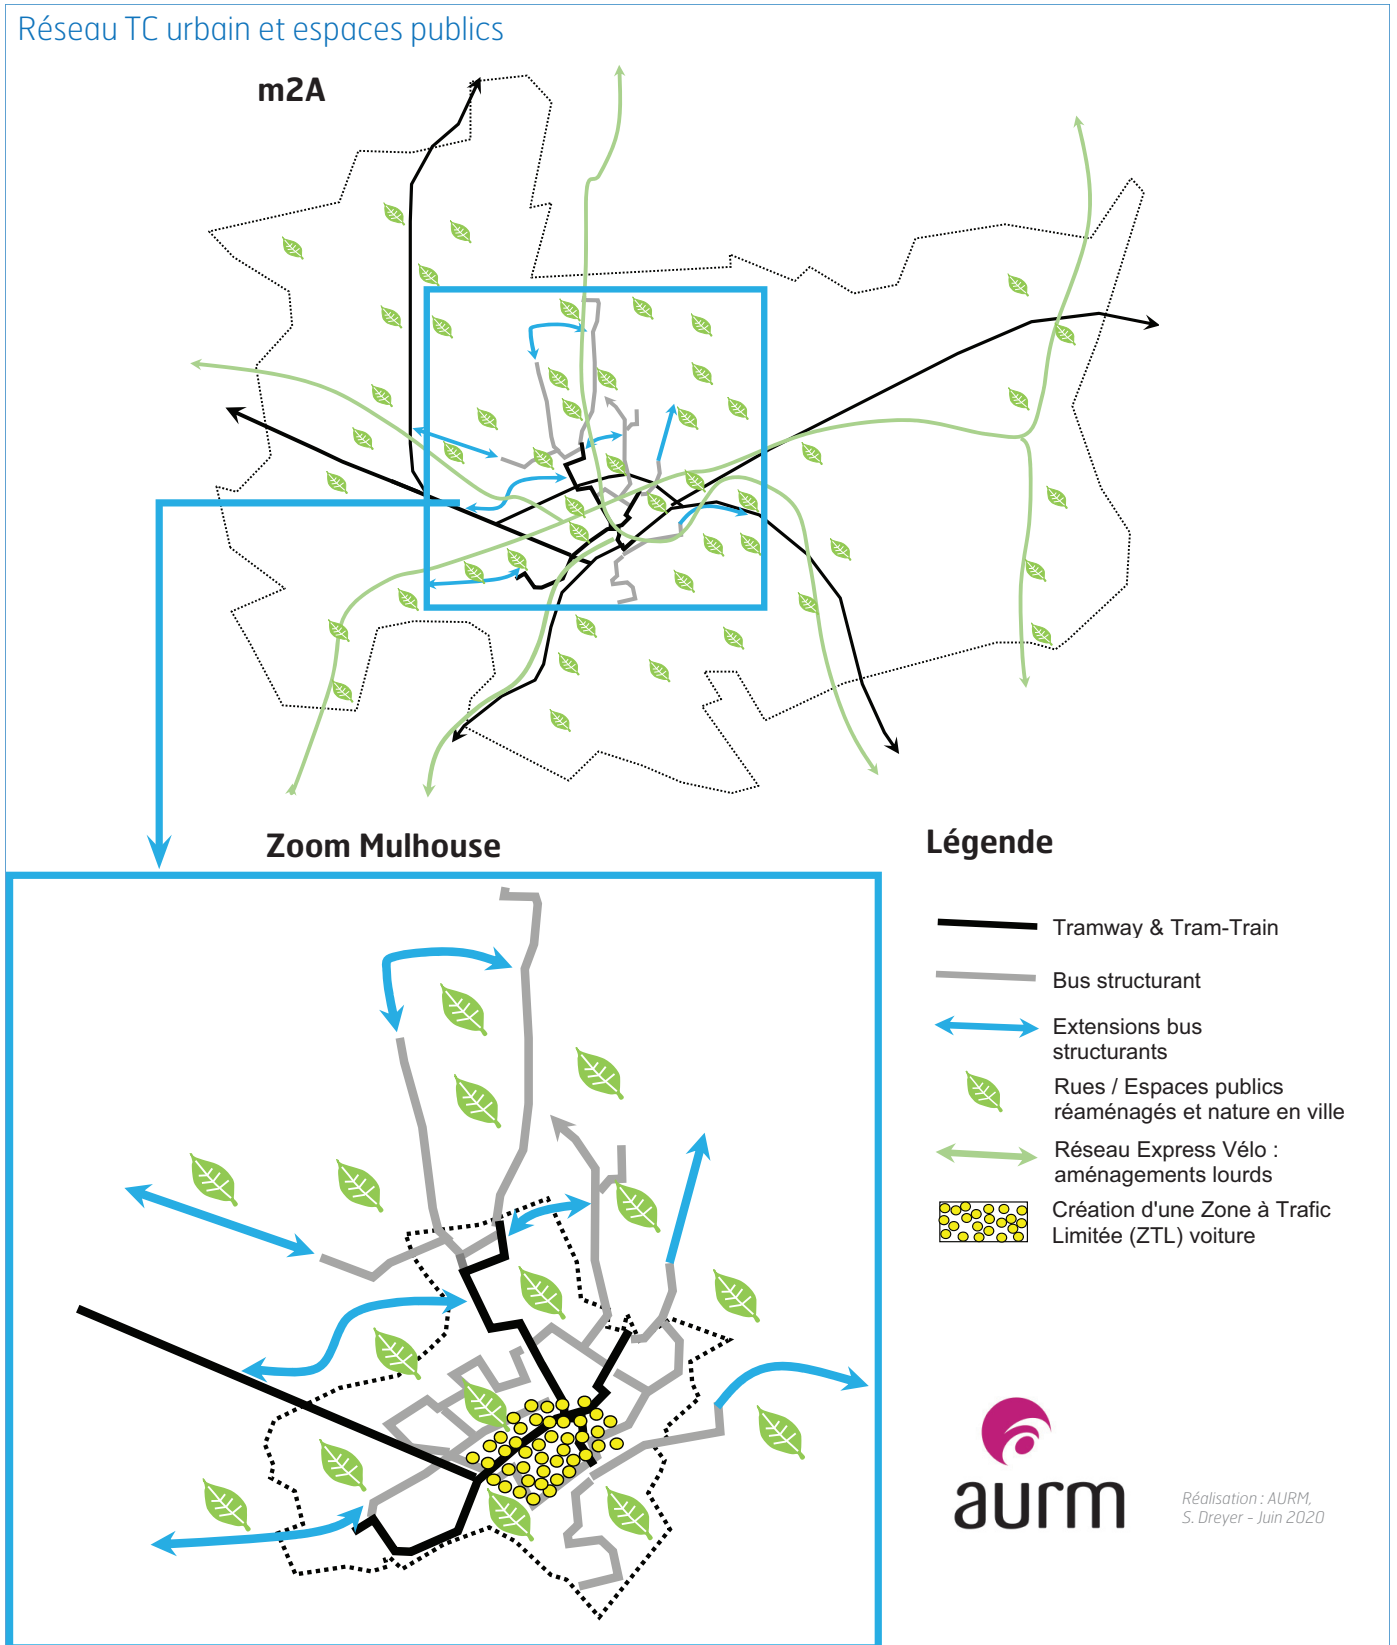 Réseau TC urbain et espaces publics
m2A
Zoom Mulhouse
Légende
Tramway & Tram-Train
Bus structurant
Extensions bus
structurants
Rues / Espaces publics
réaménagés et nature en ville
Réseau Express Vélo :
aménagements lourds
Création d'une Zone à Trafic
Limitée (ZTL) voiture
aurm
Réalisation : AURM,
S. Dreyer - Juin 2020